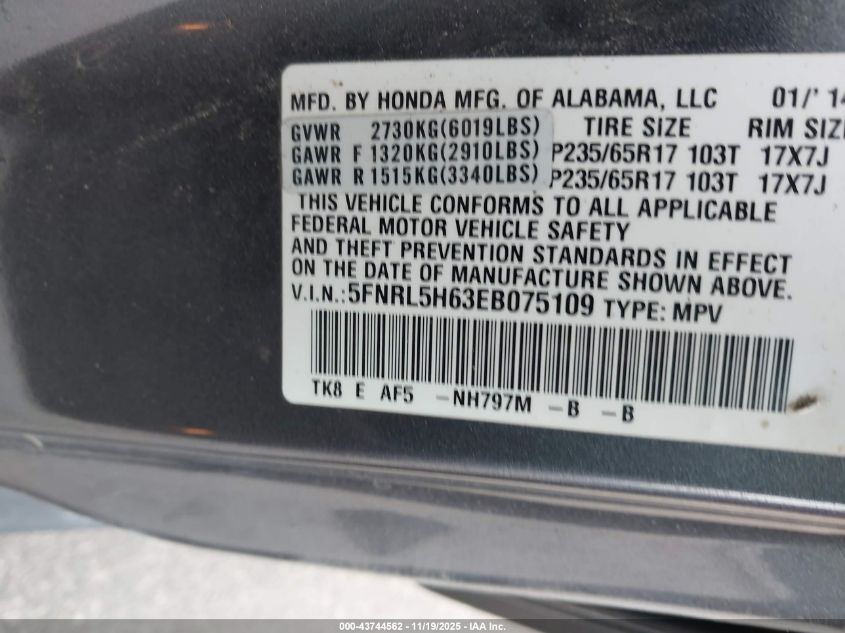 MFD. BY HONDA MFG. OF ALABAMA, LLC 01/'14
GVWR 2730KG(6019LBS) TIRE SIZE RIM SIZE
GAWR F 1320KG(2910LBS) P235/65R17 103T 17X7J
GAWR R 1515KG(3340LBS) P235/65R17 103T 17X7J
THIS VEHICLE CONFORMS TO ALL APPLICABLE
FEDERAL MOTOR VEHICLE SAFETY
AND THEFT PREVENTION STANDARDS IN EFFECT
ON THE DATE OF MANUFACTURE SHOWN ABOVE.
V.I.N.:5FNRL5H63EB075109 TYPE: MPV
TK8 E AF5 -NH797M -B -B
000-43744562 - 11/19/2025 - IAA Inc.